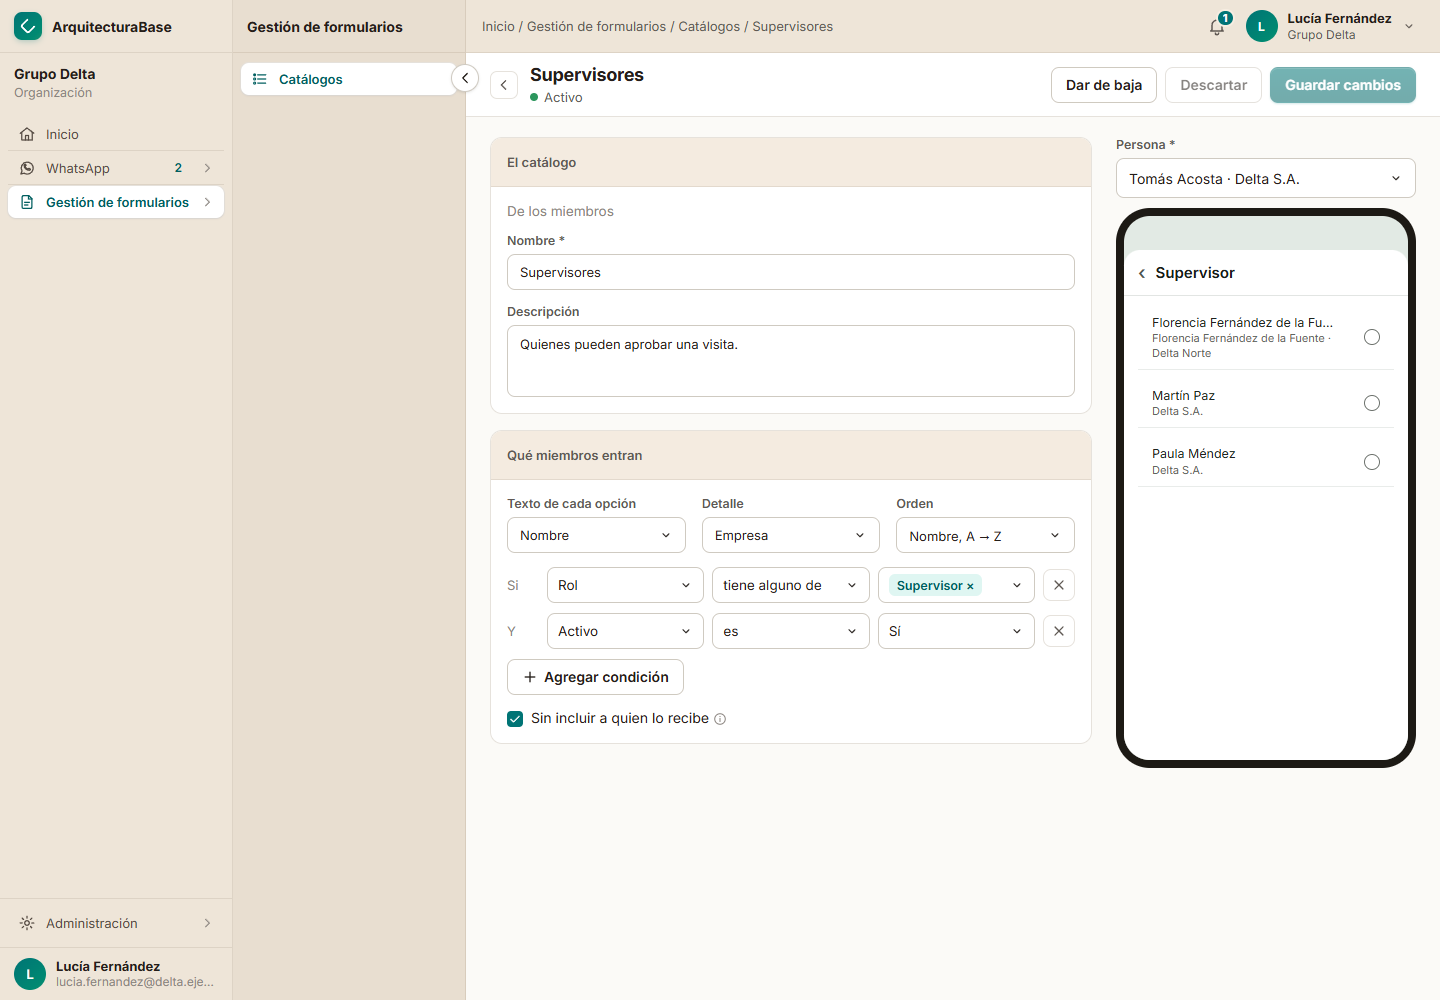 ArquitecturaBase
Gestión de formularios
Inicio / Gestión de formularios / Catálogos / Supervisores
1
L
Lucía Fernández
Grupo Delta
Grupo Delta
Organización
Inicio
WhatsApp 2
Gestión de formularios
Catálogos
Supervisores
Activo
Dar de baja
Descartar
Guardar cambios
El catálogo
De los miembros
Nombre *
Supervisores
Descripción
Quienes pueden aprobar una visita.
Qué miembros entran
Texto de cada opción Detalle Orden
Nombre Empresa Nombre, A → Z
Si Rol tiene alguno de Supervisor ×
Y Activo es Sí
Agregar condición
Sin incluir a quien lo recibe
Persona *
Tomás Acosta · Delta S.A.
Supervisor
Florencia Fernández de la Fu...
Florencia Fernández de la Fuente ·
Delta Norte
Martín Paz
Delta S.A.
Paula Méndez
Delta S.A.
Administración
L
Lucía Fernández
lucia.fernandez@delta.eje...